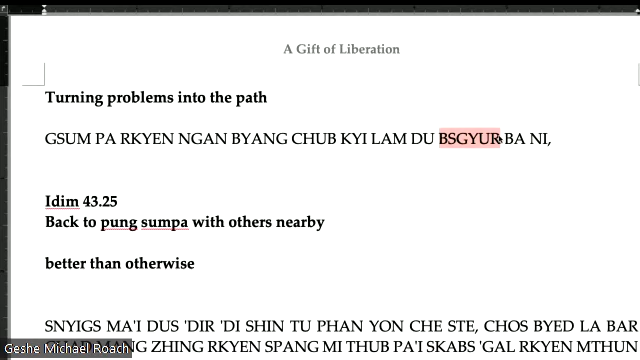 A Gift of Liberation
Turning problems into the path
GSUM PA RKYEN NGAN BYANG CHUB KYI LAM DU BSGYUR BA NI,
Idim 43.25
Back to pung sumpa with others nearby
better than otherwise
SNYIGS MA'I DUS 'DIR 'DI SHIN TU PHAN YON CHE STE, CHOS BYED LA BAR
ZHING RKYEN SPANG MI THUB PA'I SKABS 'GAL RKYEN MTHUN
Geshe Michael Roach